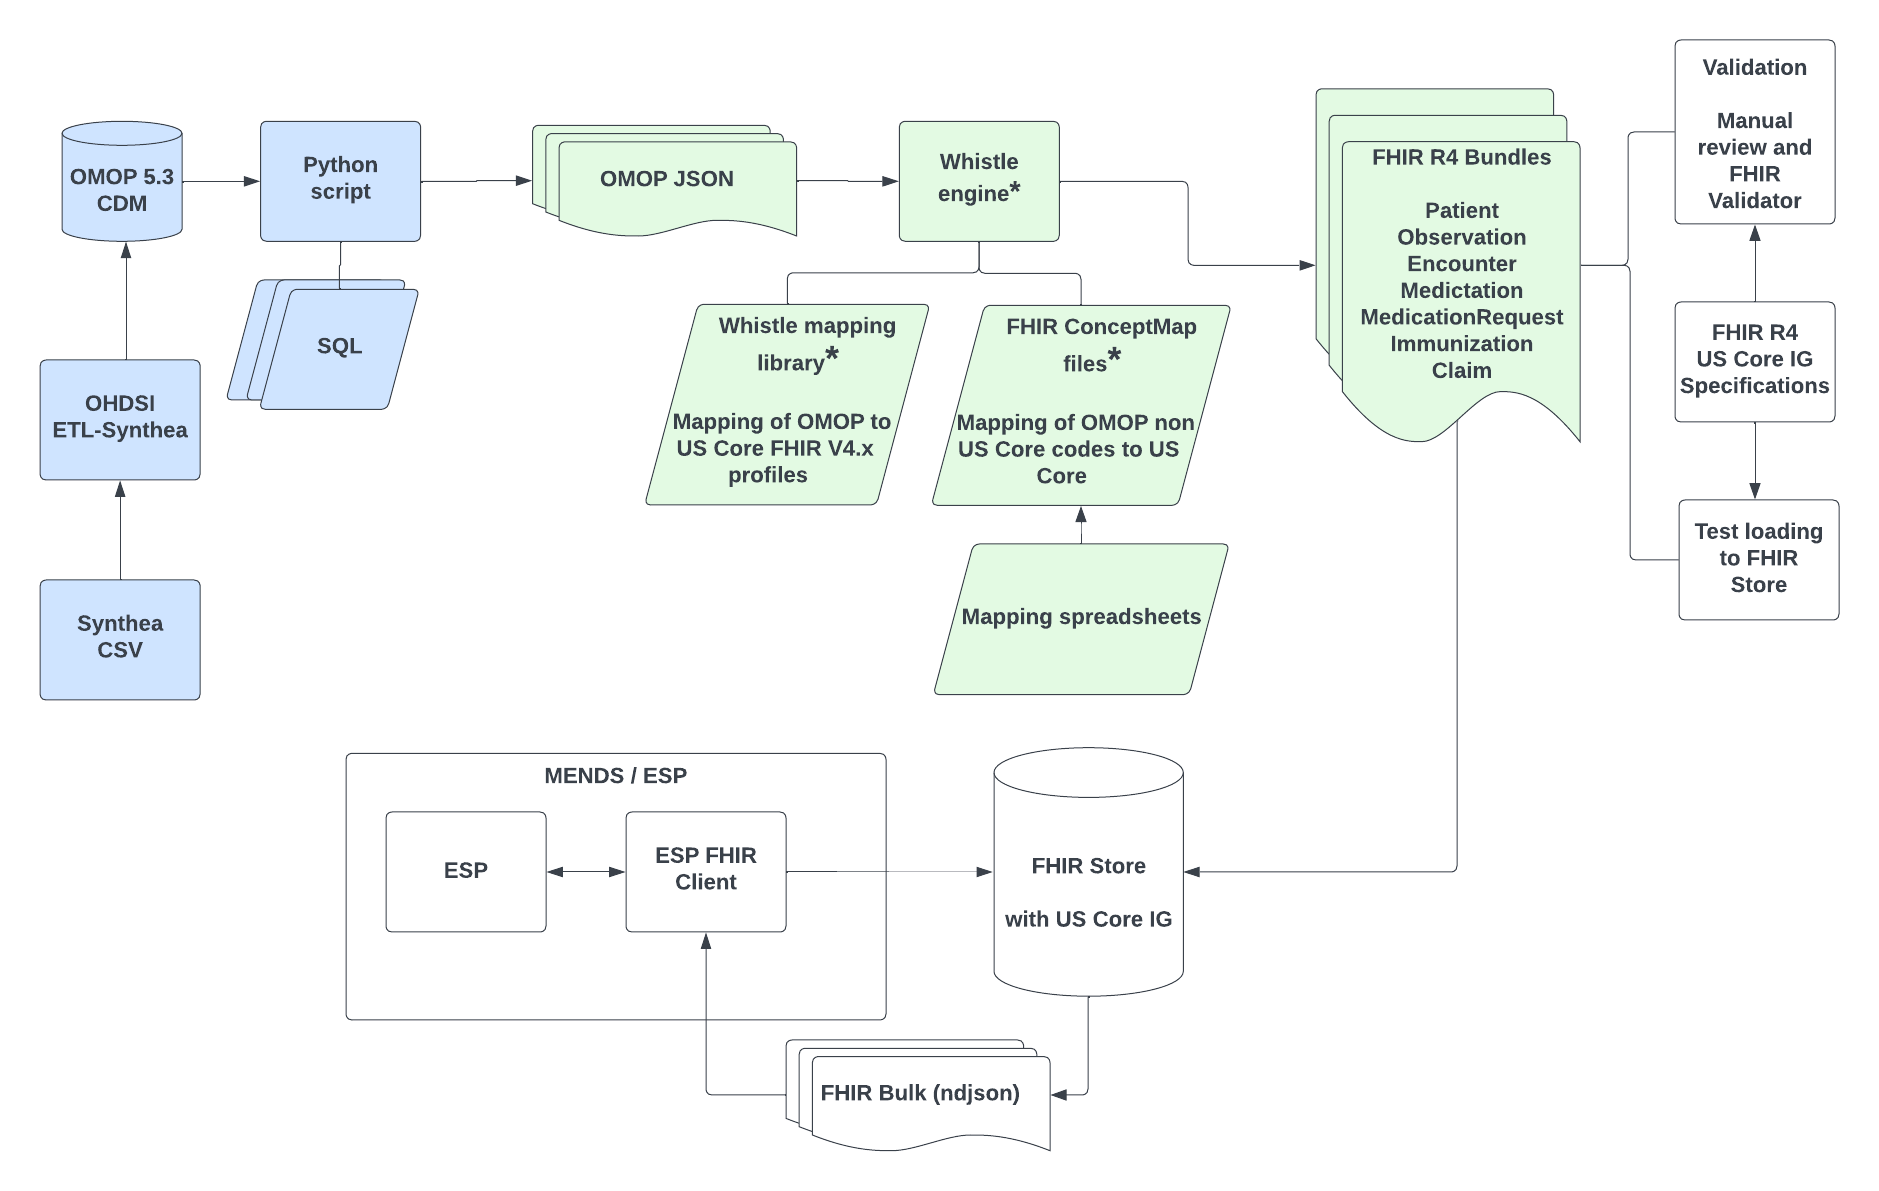 OMOP 5.3
CDM
Python
script
SQL
OHDSI
ETL-Synthea
Synthea
CSV
OMOP JSON
Whistle
engine*
Whistle mapping
library*
Mapping of OMOP to
US Core FHIR V4.x
profiles
FHIR ConceptMap
files*
Mapping of OMOP non
US Core codes to US
Core
Mapping spreadsheets
FHIR R4 Bundles
Patient
Observation
Encounter
Medictation
MedicationRequest
Immunization
Claim
Validation
Manual
review and
FHIR
Validator
FHIR R4
US Core IG
Specifications
Test loading
to FHIR
Store
MENDS / ESP
ESP
ESP FHIR
Client
FHIR Store
with US Core IG
FHIR Bulk (ndjson)